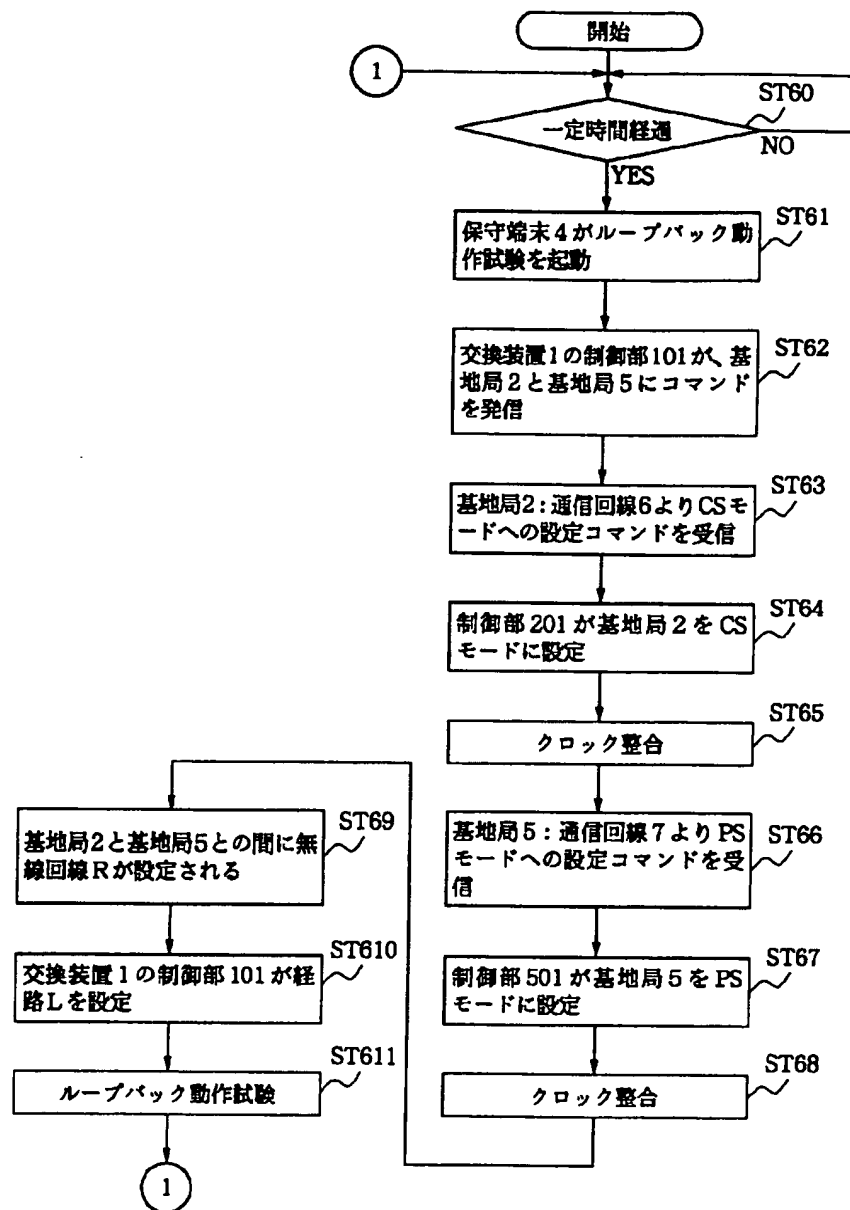 開始
1
ST60
一定時間経過
NO
YES
ST61
保守端末4がループバック動
作試験を起動
ST62
交換装置1の制御部101が、基
地局2と基地局5にコマンド
を発信
ST63
基地局2:通信回線6よりCSモ
ードへの設定コマンドを受信
ST64
制御部201が基地局2をCS
モードに設定
ST65
クロック整合
ST66
基地局5:通信回線7よりPS
モードへの設定コマンドを受
信
ST67
制御部501が基地局5をPS
モードに設定
ST68
クロック整合
ST69
基地局2と基地局5との間に無
線回線Rが設定される
ST610
交換装置1の制御部101が経
路Lを設定
ST611
ループバック動作試験
1